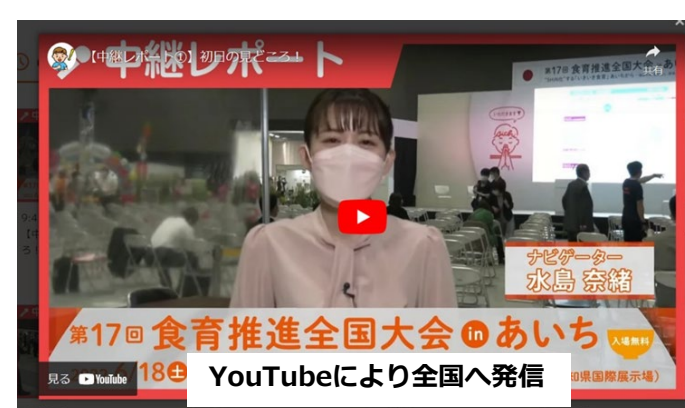 【中継レポート①】初日の見どころ！
中継レポート
共有
第17回 食育推進全国大会
ナビゲーター
水島 奈緒
第17回 食育推進全国大会 in あいち
入場無料
6/18土
知県国際展示場）
見る YouTube
YouTubeにより全国へ発信